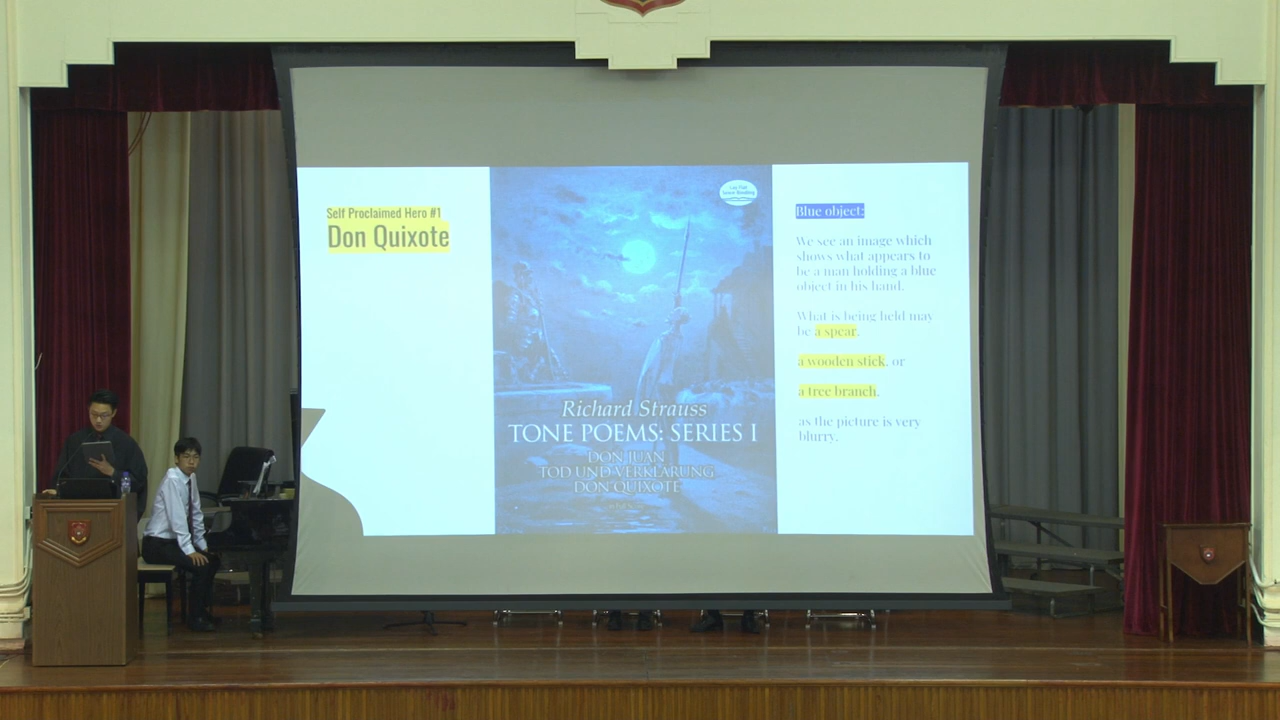 Self Proclaimed Hero #1
Don Quixote
Richard Strauss
TONE POEMS: SERIES I
DON JUAN
TOD UND VERKLÄRUNG
DON QUIXOTE
Blue object:
We see an image which
shows what appears to
be a man holding a blue
object in his hand.
What is being held may
be a spear,
a wooden stick, or
a tree branch,
as the picture is very
blurry.